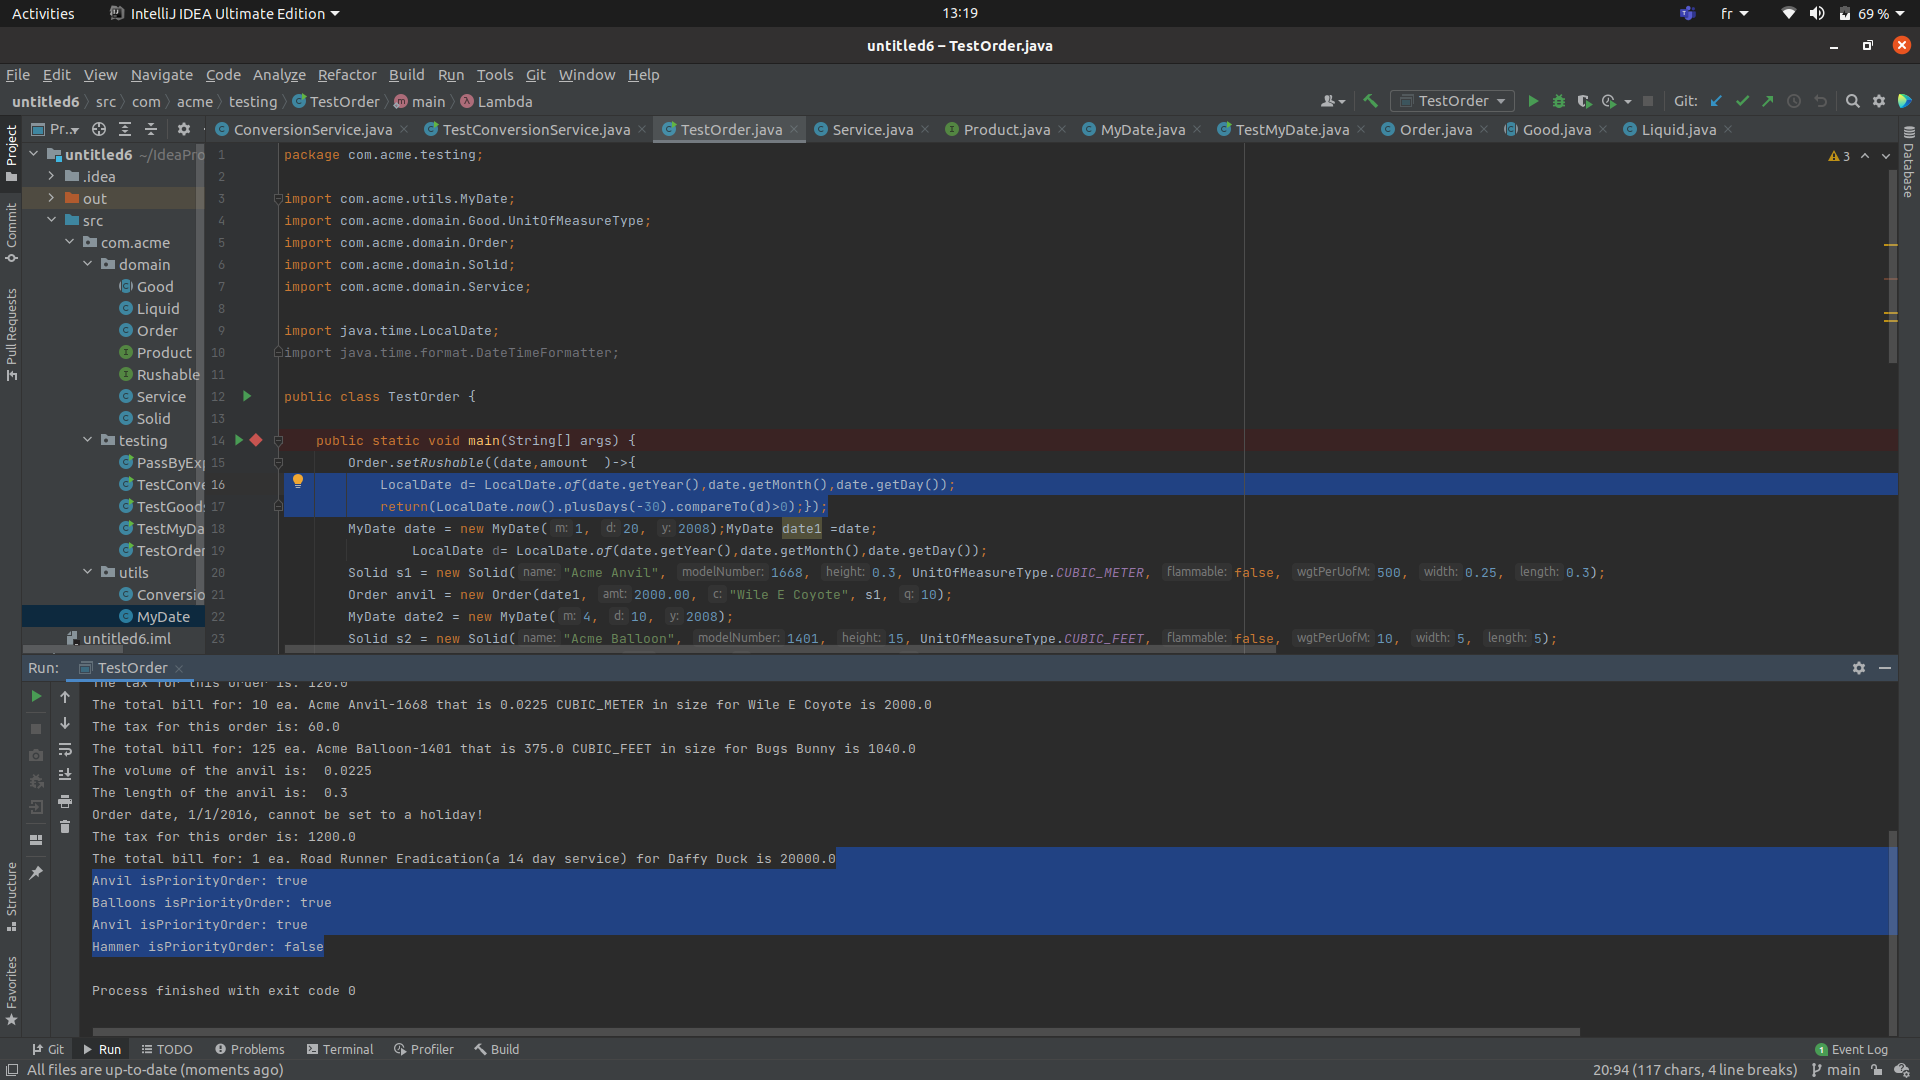 Activities
IntelliJ IDEA Ultimate Edition
13:19
fr
69 %
untitled6 – TestOrder.java
File Edit View Navigate Code Analyze Refactor Build Run Tools Git Window Help
untitled6 src com acme testing TestOrder main Lambda
TestOrder
Git:
Project
Commit
Pull Requests
Structure
Favorites
Database
Pr..
ConversionService.java
TestConversionService.java
TestOrder.java
Service.java
Product.java
MyDate.java
TestMyDate.java
Order.java
Good.java
Liquid.java
untitled6 ~/IdeaPro
.idea
out
src
com.acme
domain
Good
Liquid
Order
Product
Rushable
Service
Solid
testing
PassByExp
TestConve
TestGoods
TestMyDa
TestOrder
utils
Conversio
MyDate
untitled6.iml
3
1 package com.acme.testing;
2
3 import com.acme.utils.MyDate;
4 import com.acme.domain.Good.UnitOfMeasureType;
5 import com.acme.domain.Order;
6 import com.acme.domain.Solid;
7 import com.acme.domain.Service;
8
9 import java.time.LocalDate;
10 import java.time.format.DateTimeFormatter;
11
12 public class TestOrder {
13
14 public static void main(String[] args) {
15 Order.setRushable((date,amount  )->{
16 LocalDate d= LocalDate.of(date.getYear(),date.getMonth(),date.getDay());
17 return(LocalDate.now().plusDays(-30).compareTo(d)>0);});
18 MyDate date = new MyDate( m: 1, d: 20, y: 2008);MyDate date1 =date;
19 LocalDate d= LocalDate.of(date.getYear(),date.getMonth(),date.getDay());
20 Solid s1 = new Solid( name: "Acme Anvil", modelNumber: 1668, height: 0.3, UnitOfMeasureType.CUBIC_METER, flammable: false, wgtPerUofM: 500, width: 0.25, length: 0.3);
21 Order anvil = new Order(date1, amt: 2000.00, c: "Wile E Coyote", s1, q: 10);
22 MyDate date2 = new MyDate( m: 4, d: 10, y: 2008);
23 Solid s2 = new Solid( name: "Acme Balloon", modelNumber: 1401, height: 15, UnitOfMeasureType.CUBIC_FEET, flammable: false, wgtPerUofM: 10, width: 5, length: 5);
Run: TestOrder
The tax for this order is: 120.0
The total bill for: 10 ea. Acme Anvil-1668 that is 0.0225 CUBIC_METER in size for Wile E Coyote is 2000.0
The tax for this order is: 60.0
The total bill for: 125 ea. Acme Balloon-1401 that is 375.0 CUBIC_FEET in size for Bugs Bunny is 1040.0
The volume of the anvil is:  0.0225
The length of the anvil is:  0.3
Order date, 1/1/2016, cannot be set to a holiday!
The tax for this order is: 1200.0
The total bill for: 1 ea. Road Runner Eradication(a 14 day service) for Daffy Duck is 20000.0
Anvil isPriorityOrder: true
Balloons isPriorityOrder: true
Anvil isPriorityOrder: true
Hammer isPriorityOrder: false
Process finished with exit code 0
Git Run TODO Problems Terminal Profiler Build
1 Event Log
All files are up-to-date (moments ago)
20:94 (117 chars, 4 line breaks) main